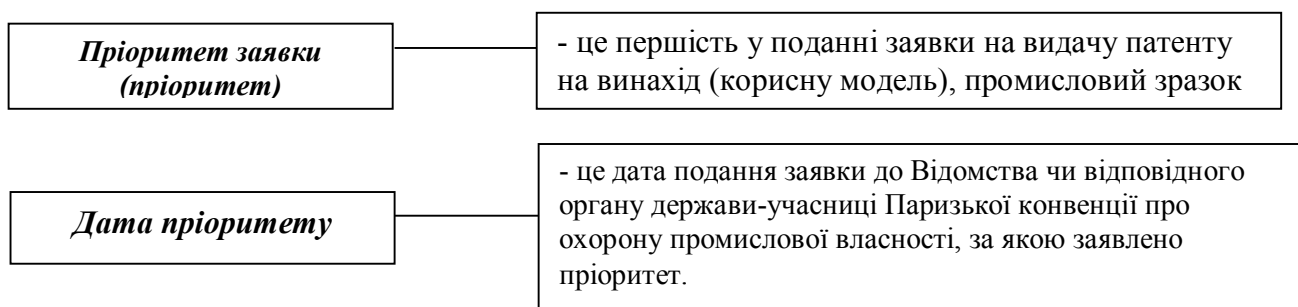 Пріоритет заявки
(пріоритет)
- це першість у поданні заявки на видачу патенту
на винахід (корисну модель), промисловий зразок
Дата пріоритету
- це дата подання заявки до Відомства чи відповідного
органу держави-учасниці Паризької конвенції про
охорону промислової власності, за якою заявлено
пріоритет.